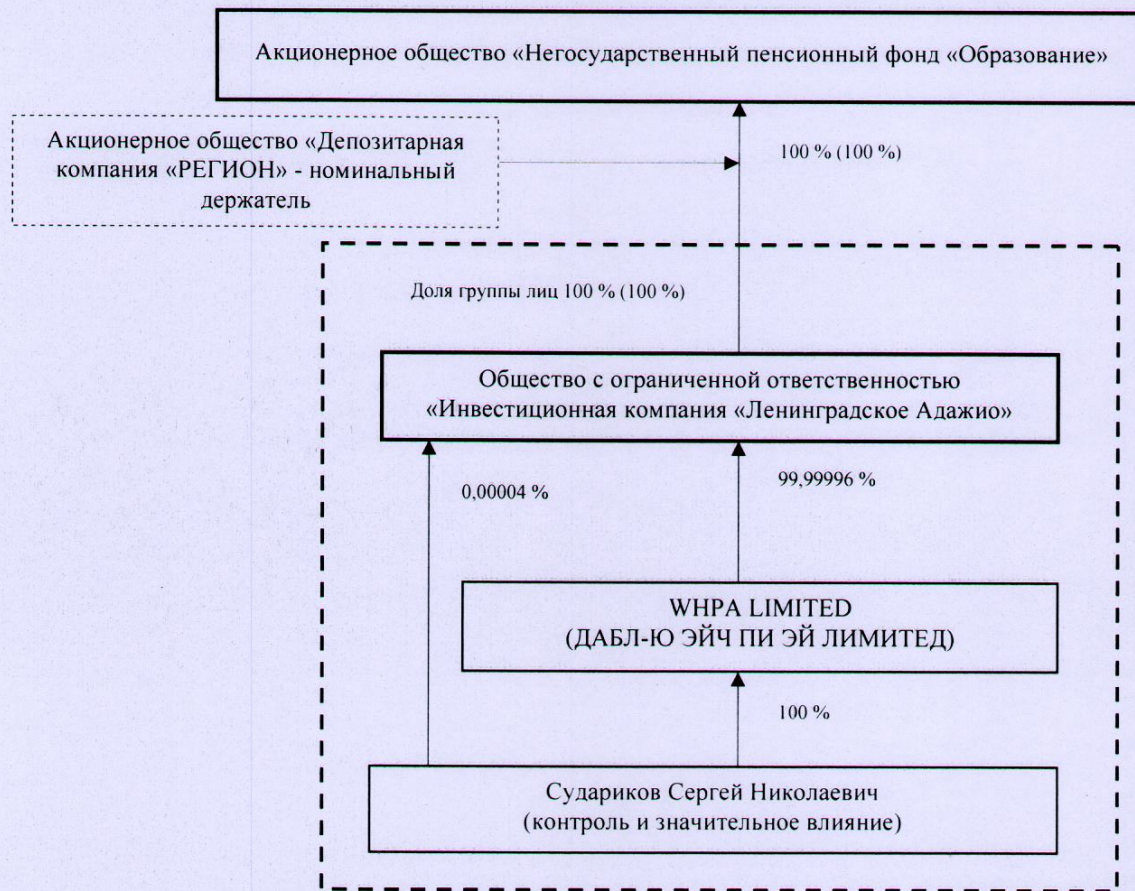 Акционерное общество «Негосударственный пенсионный фонд «Образование»
Акционерное общество «Депозитарная
компания «РЕГИОН» - номинальный
держатель
100 % (100 %)
Доля группы лиц 100 % (100 %)
Общество с ограниченной ответственностью
«Инвестиционная компания «Ленинградское Адажио»
0,00004 %
99,99996 %
WHPA LIMITED
(ДАБЛ-Ю ЭЙЧ ПИ ЭЙ ЛИМИТЕД)
100 %
Судариков Сергей Николаевич
(контроль и значительное влияние)